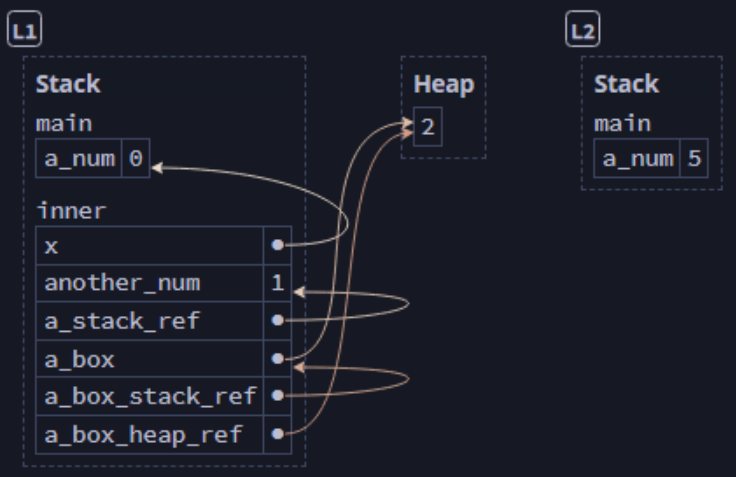 L1
Stack
main
a_num 0
inner
x
another_num 1
a_stack_ref
a_box
a_box_stack_ref
a_box_heap_ref
Heap
2
L2
Stack
main
a_num 5